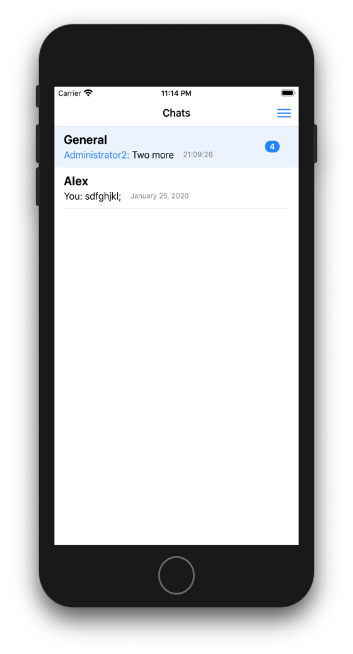 Carrier 11:14 PM
Chats
General
Administrator2: Two more 21:09:26
4
Alex
You: sdfghjkl; January 25, 2020